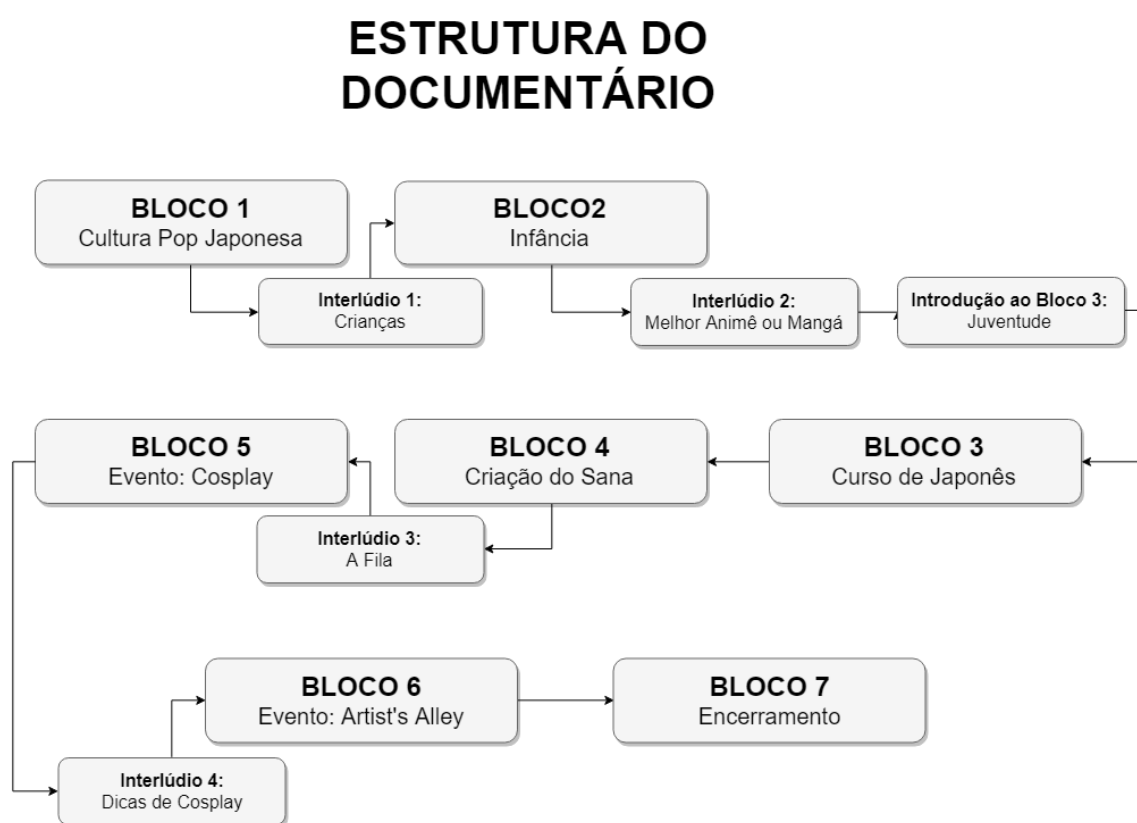 ESTRUTURA DO
DOCUMENTÁRIO
BLOCO 1
Cultura Pop Japonesa
Interlúdio 1:
Crianças
BLOCO2
Infância
Interlúdio 2:
Melhor Animê ou Mangá
Introdução ao Bloco 3:
Juventude
BLOCO 3
Curso de Japonês
BLOCO 4
Criação do Sana
Interlúdio 3:
A Fila
BLOCO 5
Evento: Cosplay
Interlúdio 4:
Dicas de Cosplay
BLOCO 6
Evento: Artist's Alley
BLOCO 7
Encerramento